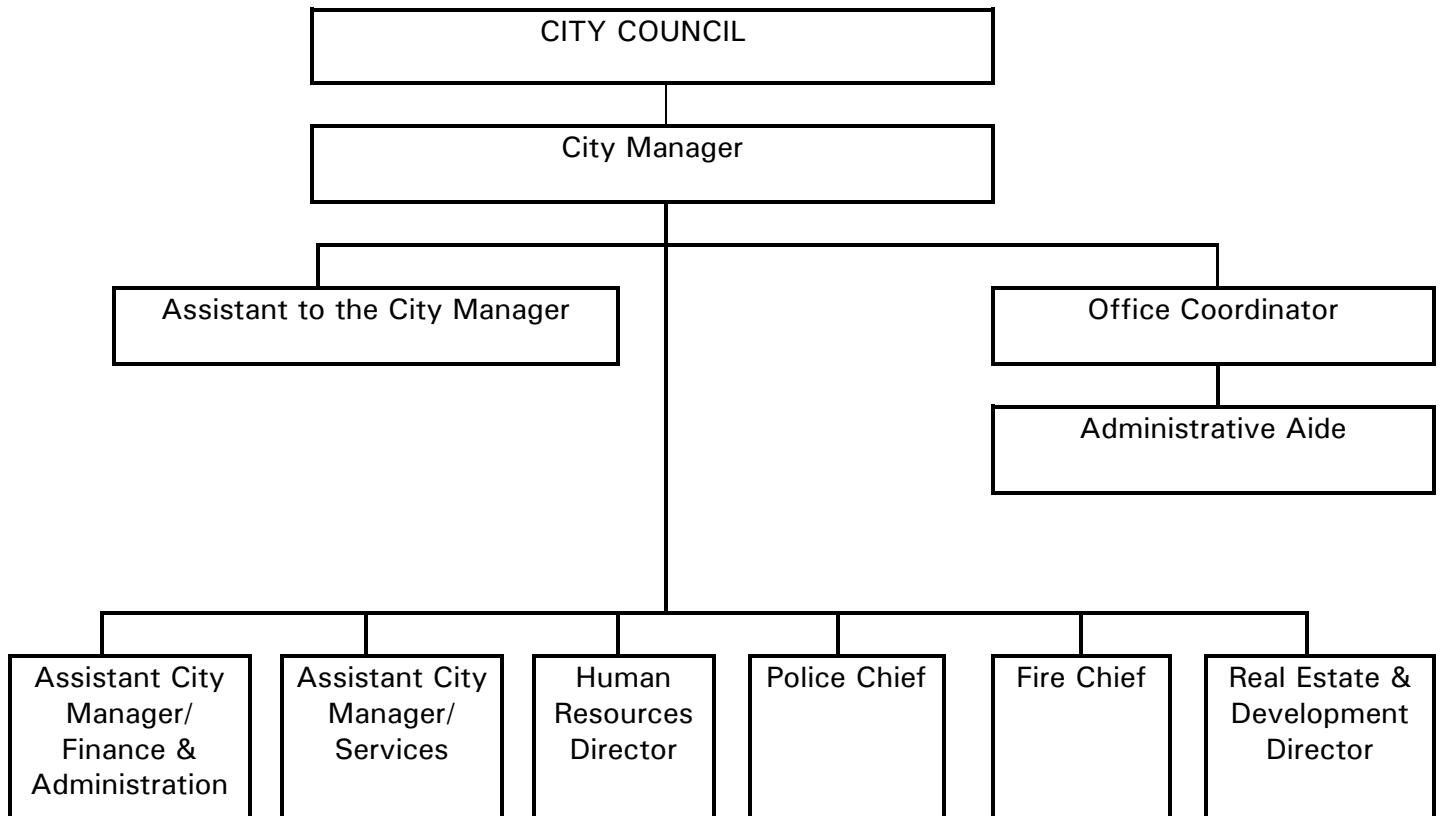 CITY COUNCIL
City Manager
Assistant to the City Manager
Office Coordinator
Administrative Aide
Assistant City
Manager/
Finance &
Administration
Assistant City
Manager/
Services
Human
Resources
Director
Police Chief
Fire Chief
Real Estate &
Development
Director